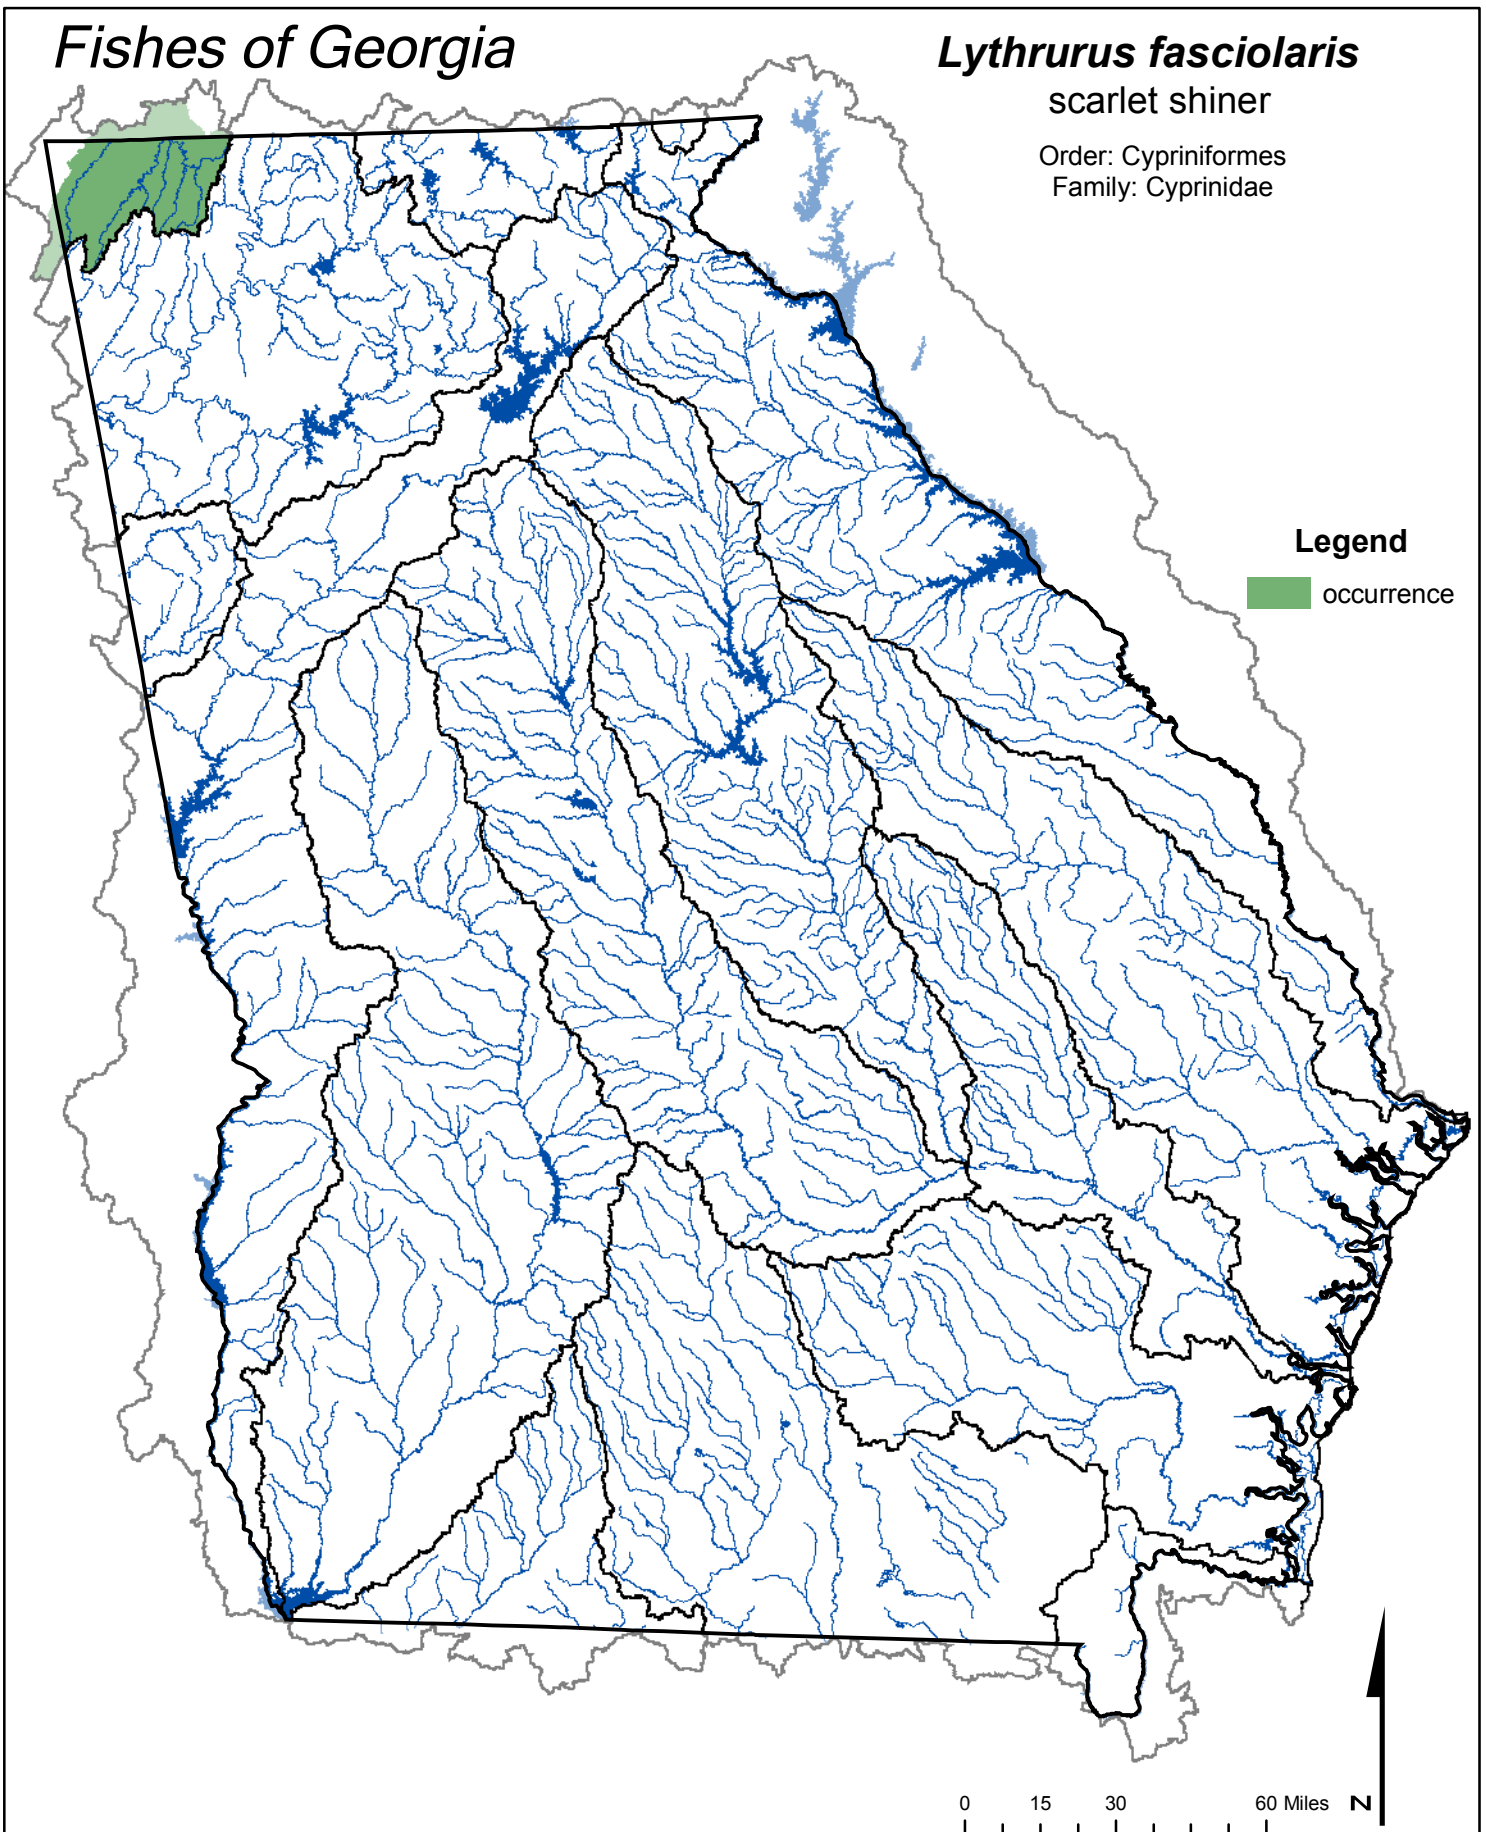 Fishes of Georgia
Lythrurus fasciolaris
scarlet shiner
Order: Cypriniformes
Family: Cyprinidae
Legend
occurrence
0 15 30 60 Miles
N